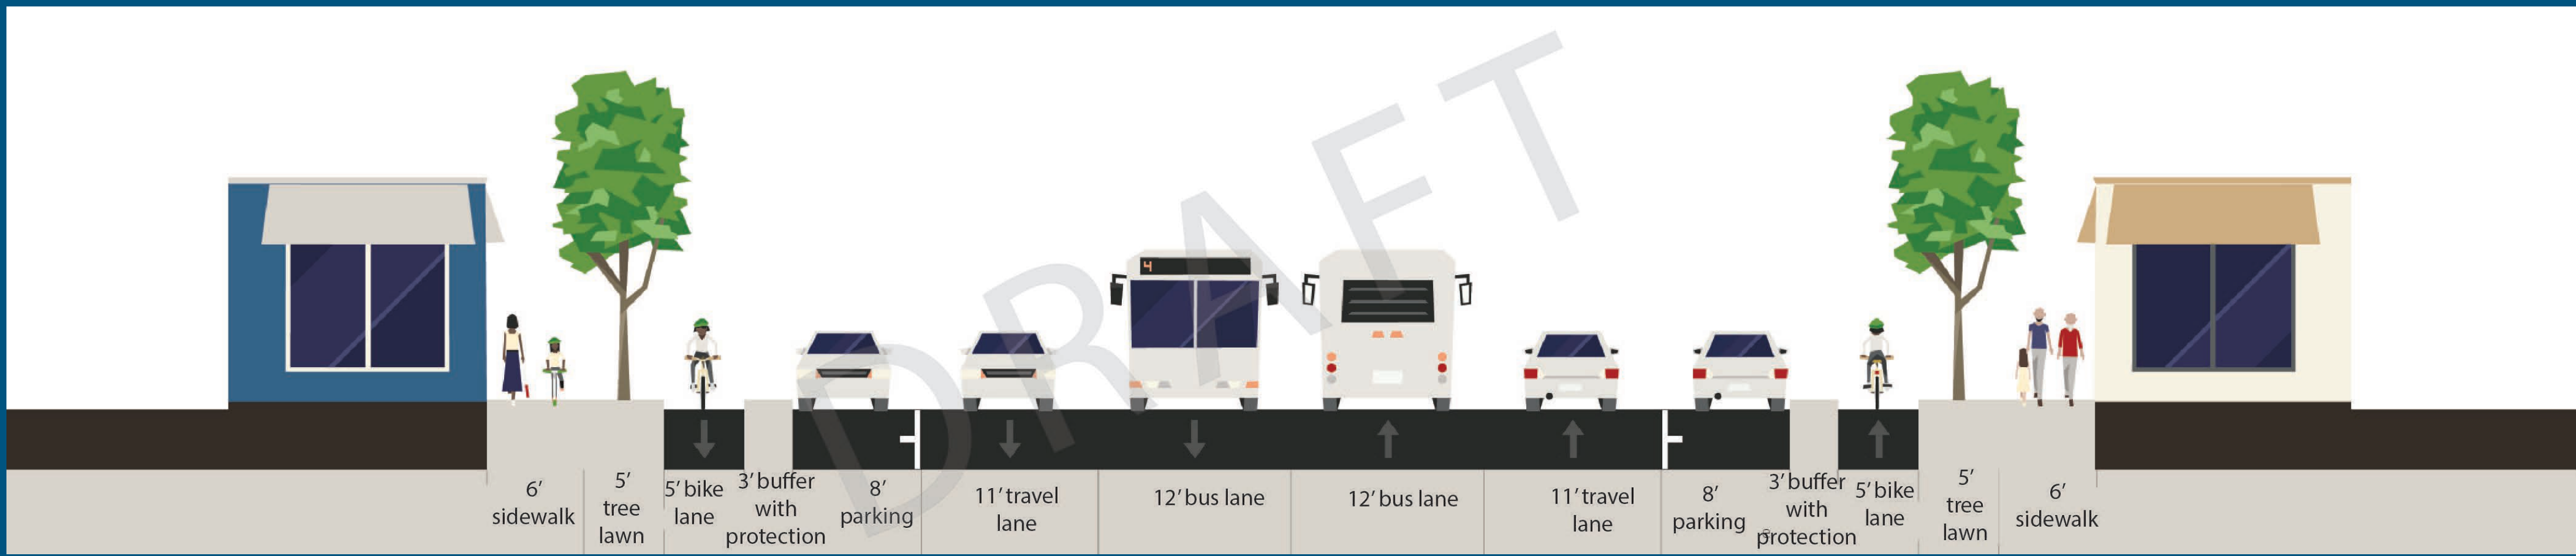 DRAFT
4
6’
sidewalk
5’
tree
lawn
5’ bike
lane
3’ buffer
with
protection
8’
parking
11’ travel
lane
12’ bus lane
12’ bus lane
11’ travel
lane
8’
parking
3’ buffer
with
protection
5’ bike
lane
5’
tree
lawn
6’
sidewalk